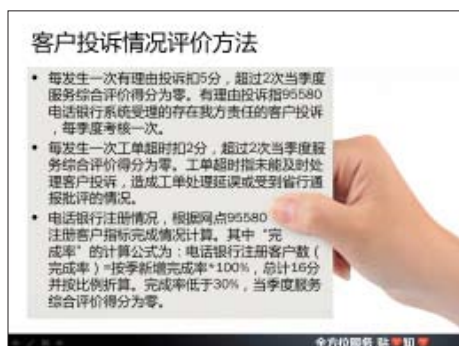 客户投诉情况评价方法
• 每发生一次有理由投诉扣5分，超过2次当季度
服务综合评价得分为零。有理由投诉指95580
电话银行系统受理的存在我方责任的客户投诉
，每季度考核一次。
• 每发生一次工单超时扣2分，超过2次当季度服
务综合评价得分为零。工单超时指未能及时处
理客户投诉，造成工单处理延误或受到省行通
报批评的情况。
• 电话银行注册情况，根据网点95580
注册客户指标完成情况计算。其中“完
成率”的计算公式为：电话银行注册客户数（
完成率）=按季新增完成率*100%，总计16分
并按比例折算。完成率低于30%，当季度服务
综合评价得分为零。
全方位服务 贴 知